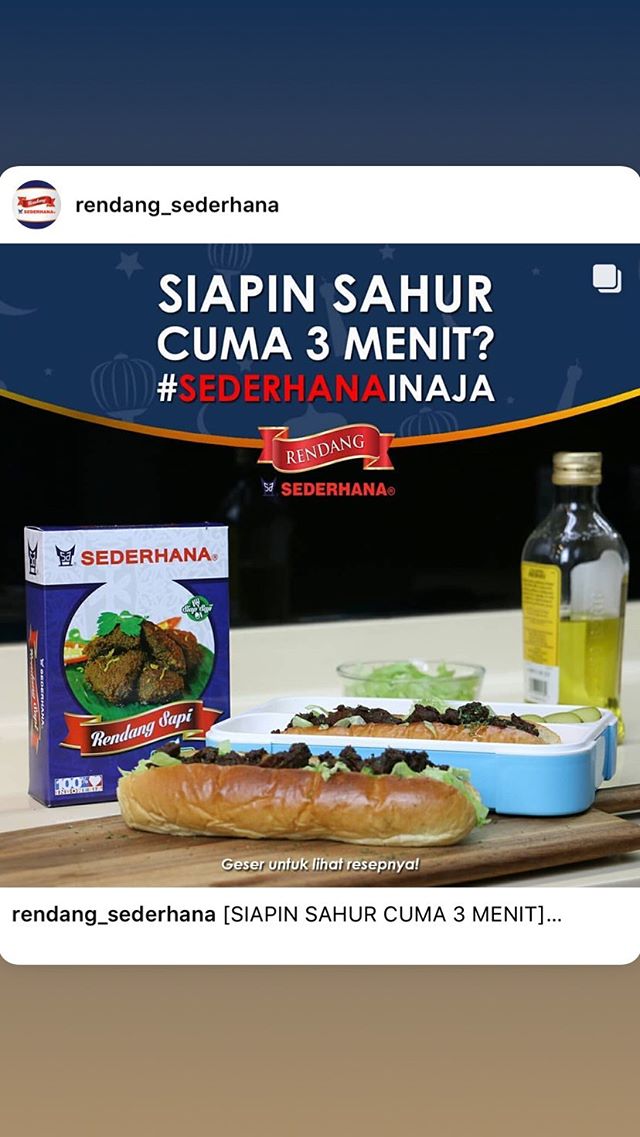 rendang_sederhana
SIAPIN SAHUR
CUMA 3 MENIT?
#SEDERHANAINAJA
RENDANG
SEDERHANA®
SEDERHANA®
Rendang Sapi
100%
Geser untuk lihat resepnya!
rendang_sederhana [SIAPIN SAHUR CUMA 3 MENIT]...